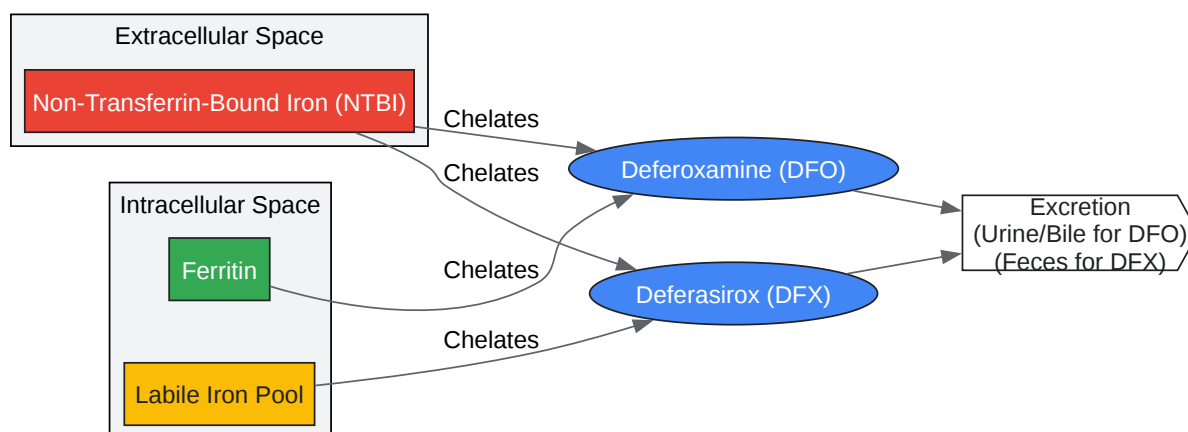 Extracellular Space
Non-Transferrin-Bound Iron (NTBI)
Chelates
Deferoxamine (DFO)
Chelates
Intracellular Space
Excretion
(Urine/Bile for DFO)
(Feces for DFX)
Ferritin
Chelates
Deferasirox (DFX)
Chelates
Labile Iron Pool